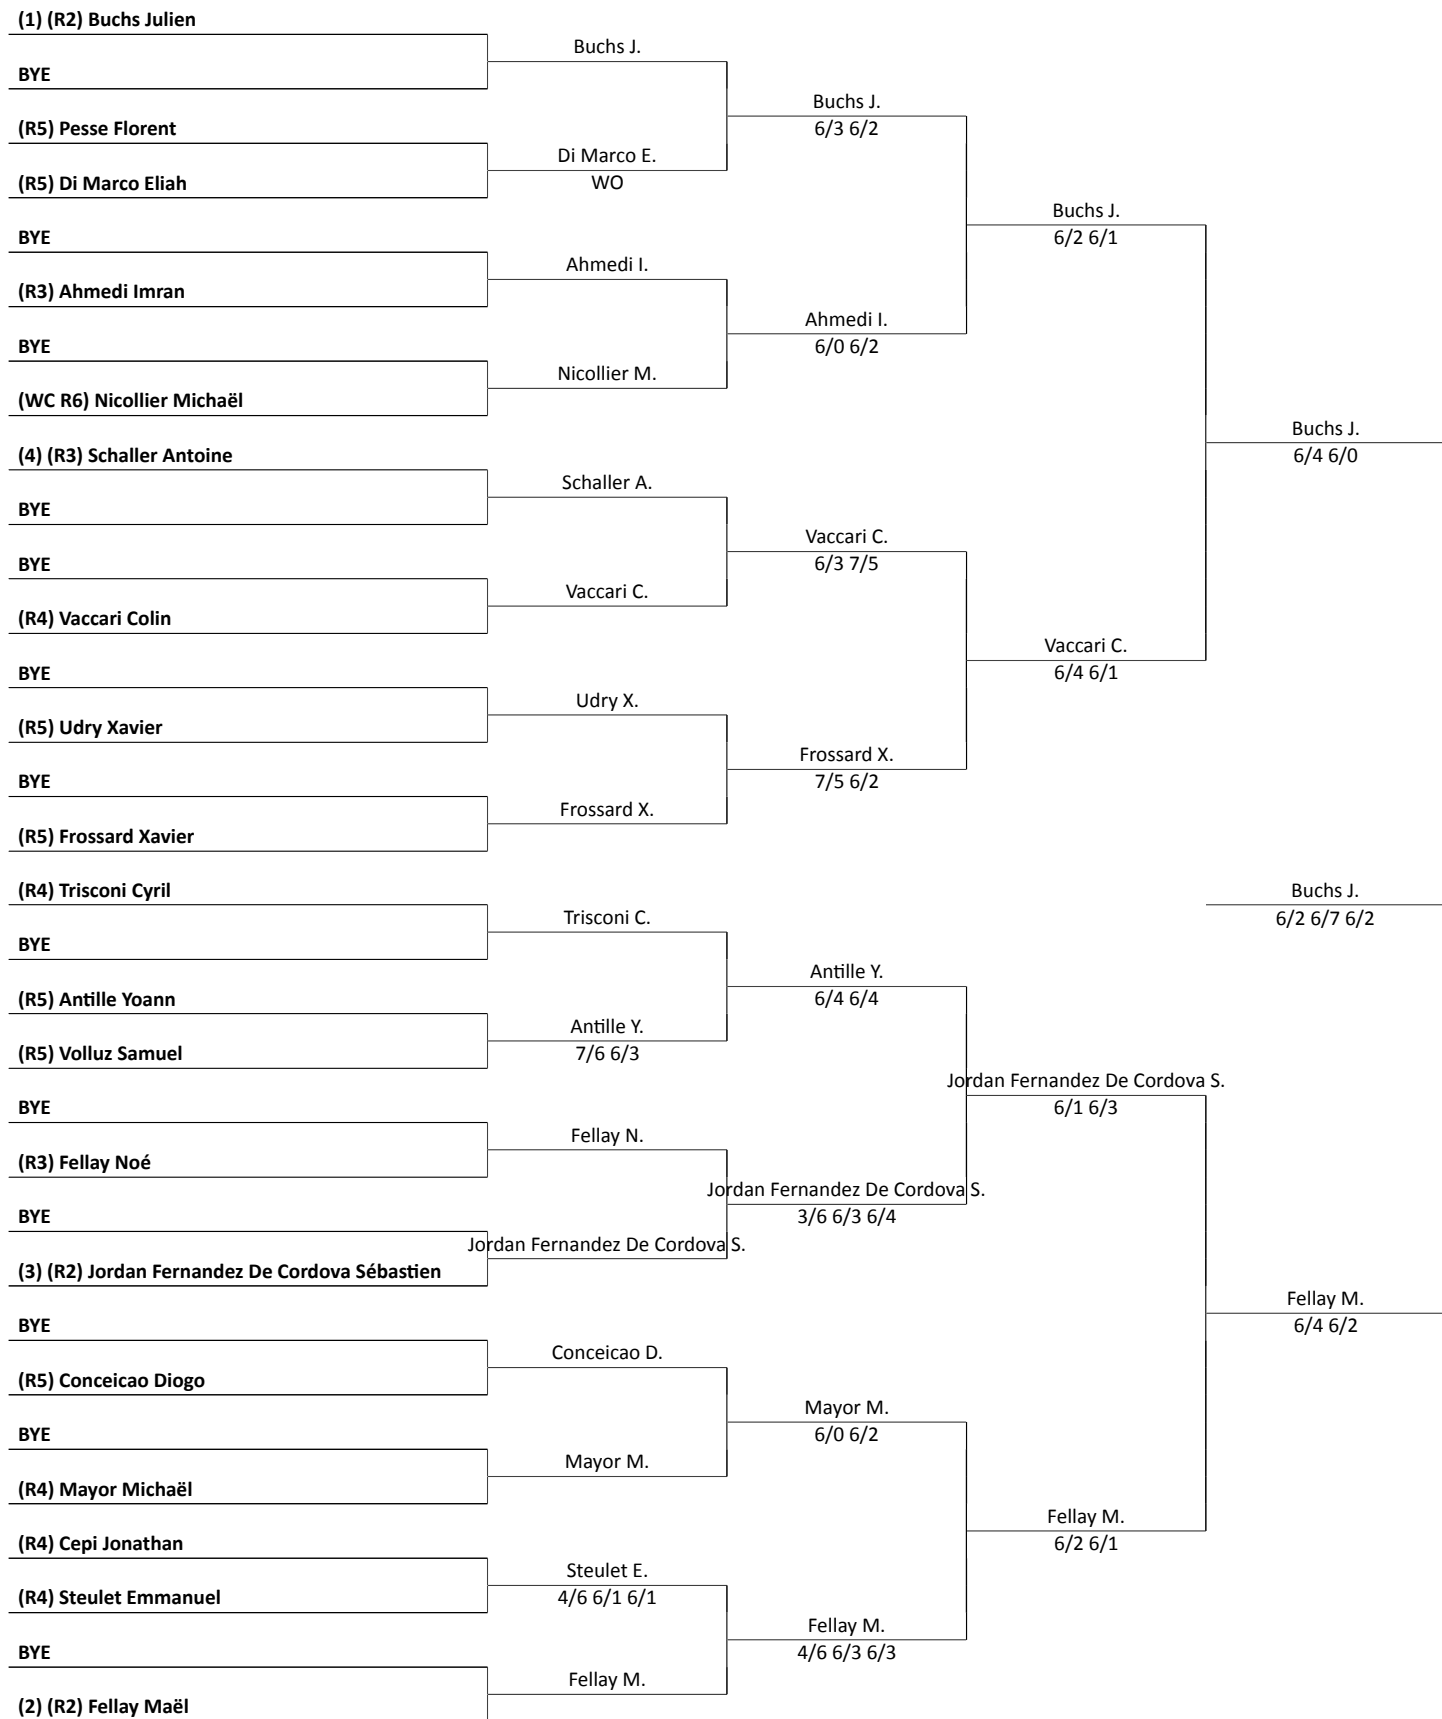 (1) (R2) Buchs Julien
BYE
(R5) Pesse Florent
(R5) Di Marco Eliah
BYE
(R3) Ahmedi Imran
BYE
(WC R6) Nicollier Michaël
(4) (R3) Schaller Antoine
BYE
BYE
(R4) Vaccari Colin
BYE
(R5) Udry Xavier
BYE
(R5) Frossard Xavier
(R4) Trisconi Cyril
BYE
(R5) Antille Yoann
(R5) Volluz Samuel
BYE
(R3) Fellay Noé
BYE
(3) (R2) Jordan Fernandez De Cordova Sébastien
BYE
(R5) Conceicao Diogo
BYE
(R4) Mayor Michaël
(R4) Cepi Jonathan
(R4) Steulet Emmanuel
BYE
(2) (R2) Fellay Maël
Buchs J.
Di Marco E.
WO
Ahmedi I.
Nicollier M.
Schaller A.
Vaccari C.
Udry X.
Frossard X.
Trisconi C.
Antille Y.
7/6 6/3
Fellay N.
Jordan Fernandez De Cordova S.
Conceicao D.
Mayor M.
Steulet E.
4/6 6/1 6/1
Fellay M.
Buchs J.
6/3 6/2
Ahmedi I.
6/0 6/2
Vaccari C.
6/3 7/5
Frossard X.
7/5 6/2
Antille Y.
6/4 6/4
Jordan Fernandez De Cordova S.
3/6 6/3 6/4
Mayor M.
6/0 6/2
Fellay M.
4/6 6/3 6/3
Buchs J.
6/2 6/1
Vaccari C.
6/4 6/1
Jordan Fernandez De Cordova S.
6/1 6/3
Fellay M.
6/2 6/1
Buchs J.
6/4 6/0
Buchs J.
6/2 6/7 6/2
Fellay M.
6/4 6/2